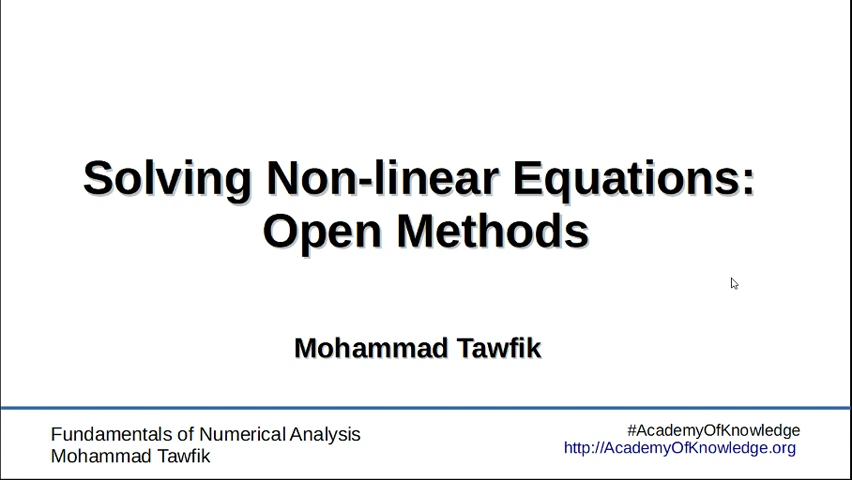 Solving Non-linear Equations:
Open Methods
Mohammad Tawfik
Fundamentals of Numerical Analysis
Mohammad Tawfik
#AcademyOfKnowledge
http://AcademyOfKnowledge.org